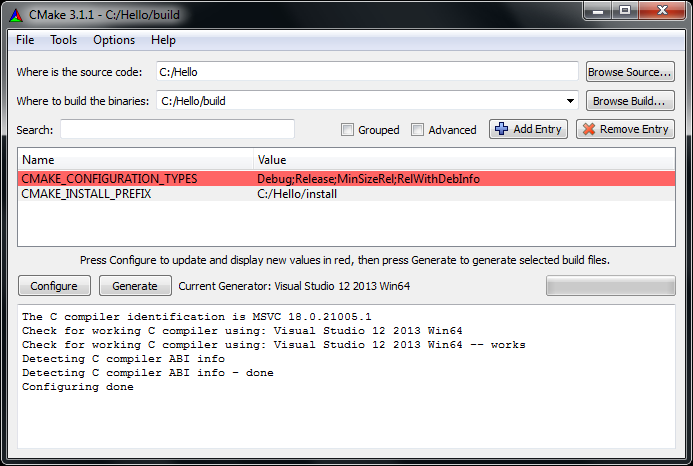 CMake 3.1.1 - C:/Hello/build
File Tools Options Help
Where is the source code: C:/Hello Browse Source...
Where to build the binaries: C:/Hello/build Browse Build...
Search: Grouped Advanced Add Entry Remove Entry
Name Value
CMAKE_CONFIGURATION_TYPES Debug;Release;MinSizeRel;RelWithDebInfo
CMAKE_INSTALL_PREFIX C:/Hello/install
Press Configure to update and display new values in red, then press Generate to generate selected build files.
Configure Generate Current Generator: Visual Studio 12 2013 Win64
The C compiler identification is MSVC 18.0.21005.1
Check for working C compiler using: Visual Studio 12 2013 Win64
Check for working C compiler using: Visual Studio 12 2013 Win64 -- works
Detecting C compiler ABI info
Detecting C compiler ABI info - done
Configuring done